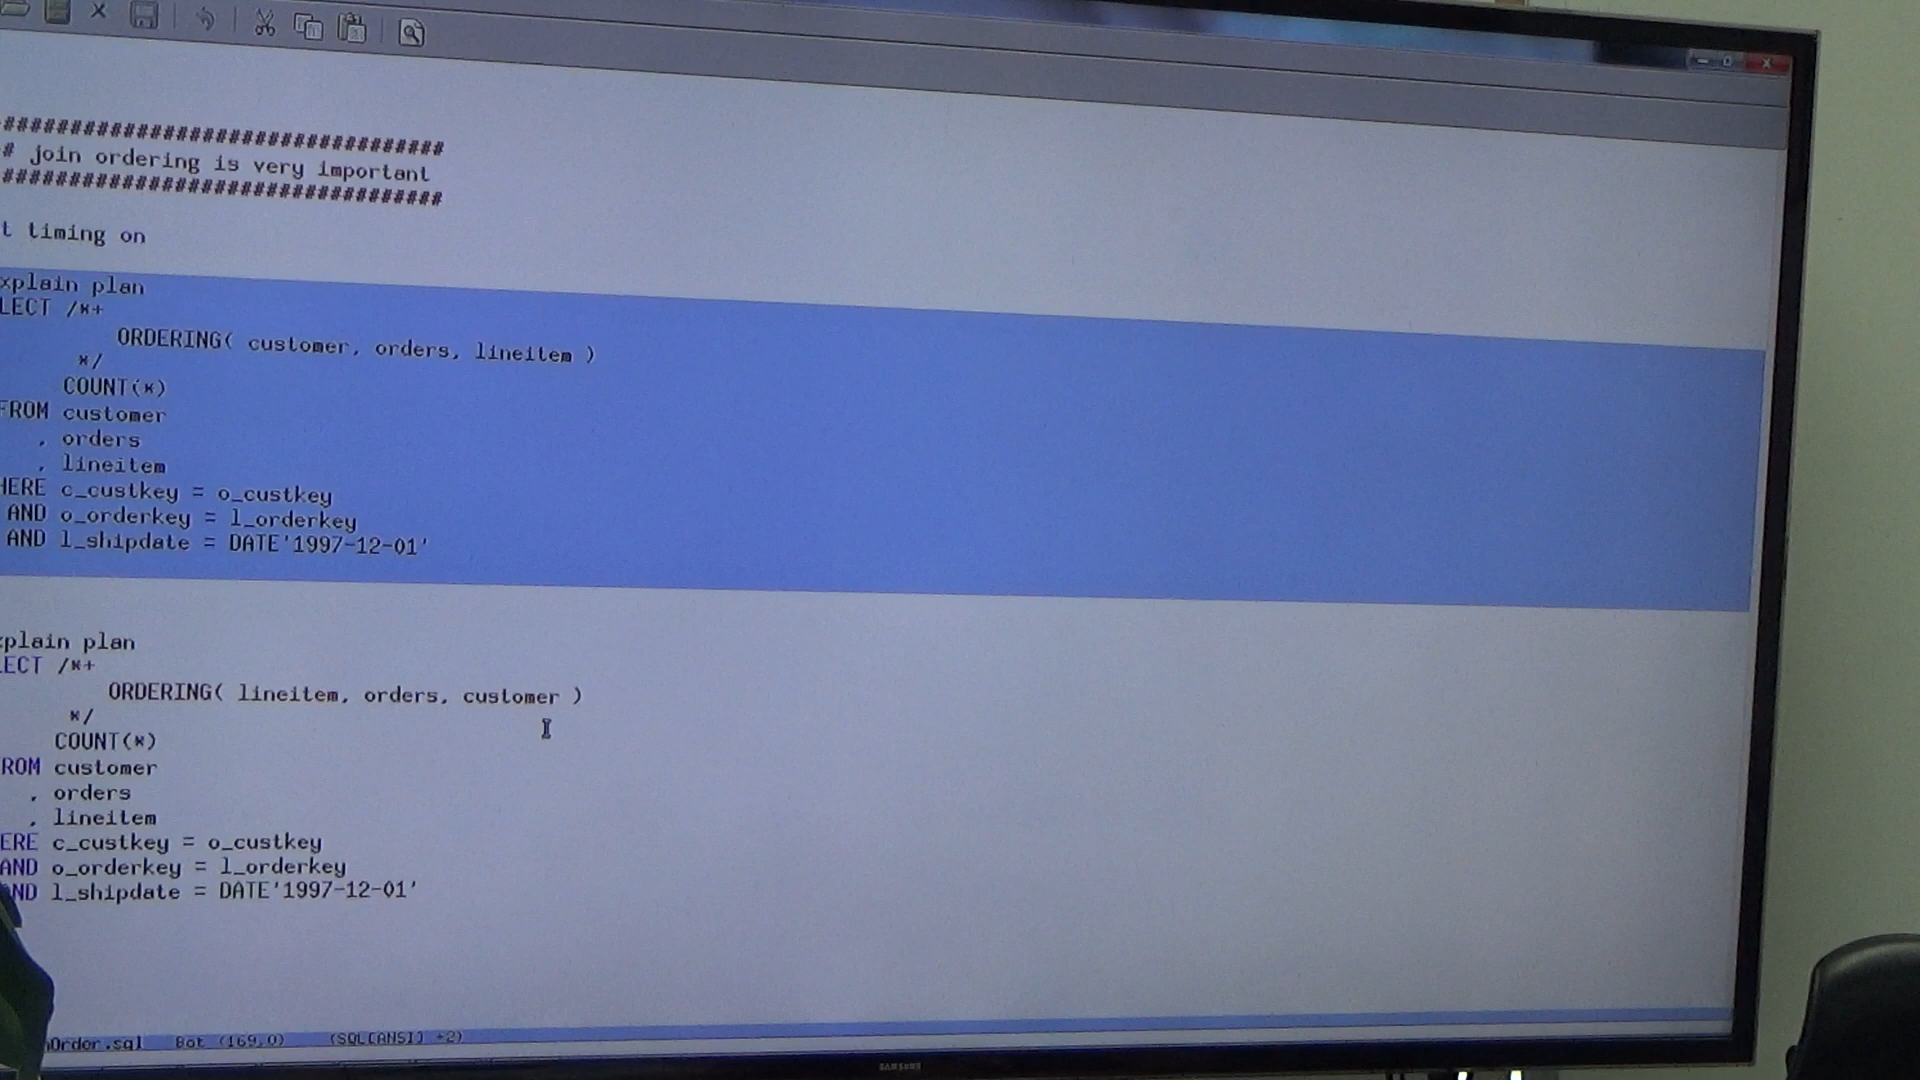 #################################
# join ordering is very important
#################################
t timing on
xplain plan
LECT /*+
ORDERING( customer, orders, lineitem )
*/
COUNT(*)
FROM customer
, orders
, lineitem
HERE c_custkey = o_custkey
AND o_orderkey = l_orderkey
AND l_shipdate = DATE'1997-12-01'
xplain plan
LECT /*+
ORDERING( lineitem, orders, customer )
*/
COUNT(*)
ROM customer
, orders
, lineitem
ERE c_custkey = o_custkey
AND o_orderkey = l_orderkey
AND l_shipdate = DATE'1997-12-01'
nOrder.sql Bot (169,0) (SQL[ANSI] +2)
SAMSUNG